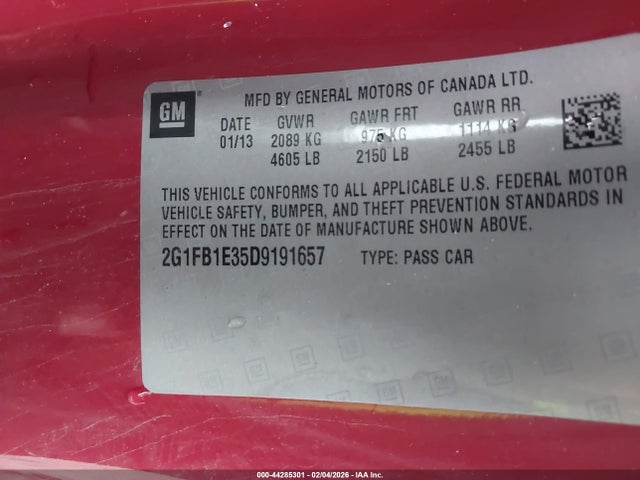 GM
MFD BY GENERAL MOTORS OF CANADA LTD.
DATE GVWR GAWR FRT GAWR RR
01/13 2089 KG 975 KG 1114 KG
4605 LB 2150 LB 2455 LB
THIS VEHICLE CONFORMS TO ALL APPLICABLE U.S. FEDERAL MOTOR
VEHICLE SAFETY, BUMPER, AND THEFT PREVENTION STANDARDS IN
EFFECT ON THE DATE OF MANUFACTURE SHOWN ABOVE.
2G1FB1E35D9191657 TYPE: PASS CAR
000-44285301 - 02/04/2026 - IAA Inc.